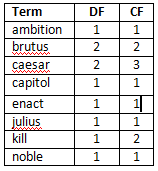 Term DF CF
ambition 1 1
brutus 2 2
caesar 2 3
capitol 1 1
enact 1 1
julius 1 1
kill 1 2
noble 1 1